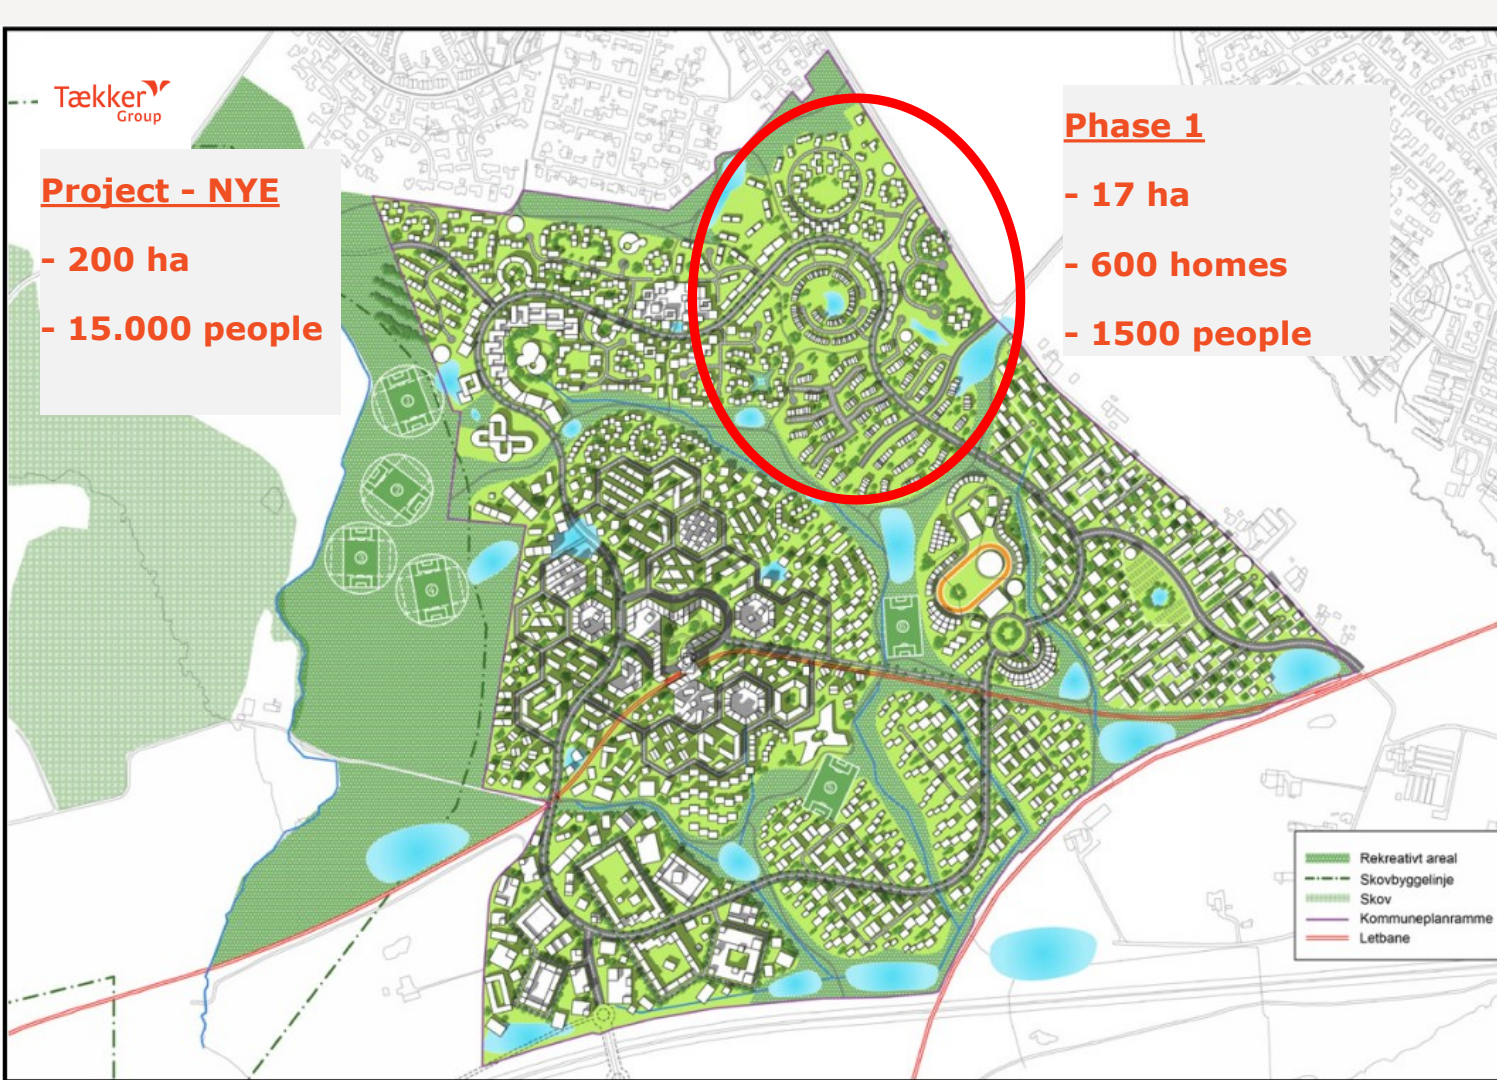 Tækker
Group
Project - NYE
- 200 ha
- 15.000 people
Phase 1
- 17 ha
- 600 homes
- 1500 people
Rekreativt areal
Skovbyggelinje
Skov
Kommuneplanramme
Letbane